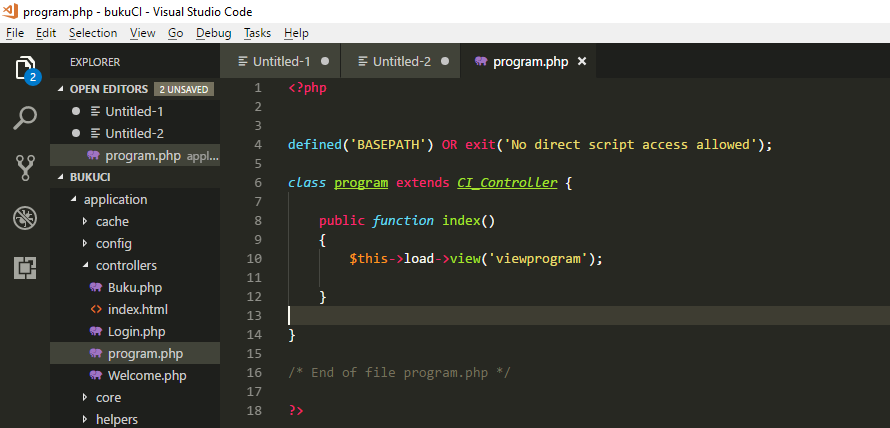 program.php - bukuCI - Visual Studio Code
File Edit Selection View Go Debug Tasks Help
EXPLORER
2
OPEN EDITORS 2 UNSAVED
Untitled-1
Untitled-2
program.php appl...
BUKUCI
application
cache
config
controllers
Buku.php
index.html
Login.php
program.php
Welcome.php
core
helpers
Untitled-1 Untitled-2 program.php
1 <?php
2
3
4 defined('BASEPATH') OR exit('No direct script access allowed');
5
6 class program extends CI_Controller {
7
8 public function index()
9 {
10 $this->load->view('viewprogram');
11
12 }
13
14 }
15
16 /* End of file program.php */
17
18 ?>